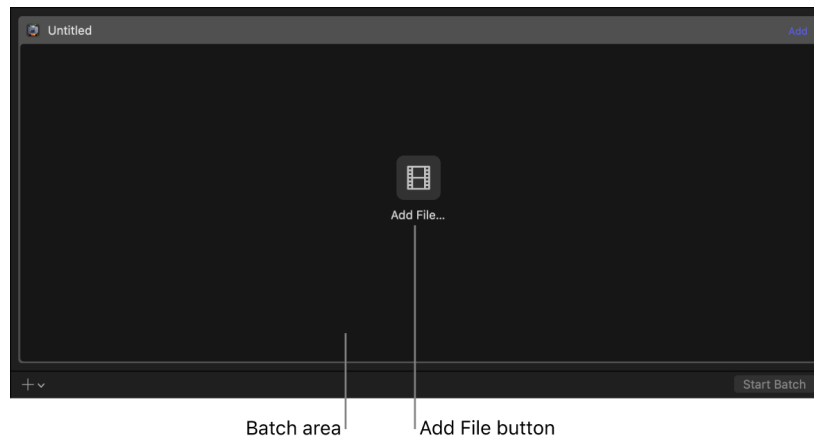 Untitled
Add
Add File...
Start Batch
Batch area
Add File button